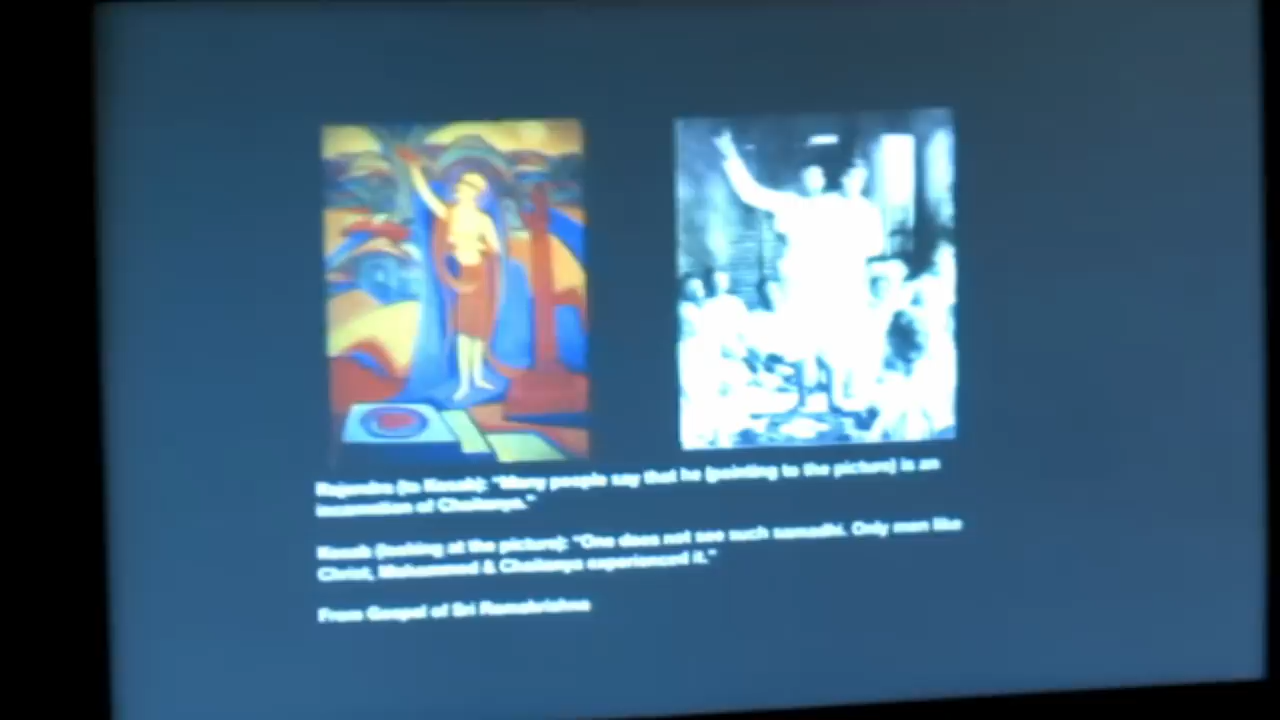 Rajendra (to Keshab): "Many people say that he (pointing to the picture) is an
incarnation of Chaitanya."
Keshab (looking at the picture): "One does not see such samadhi. Only men like
Christ, Mohammed & Chaitanya experienced it."
From Gospel of Sri Ramakrishna